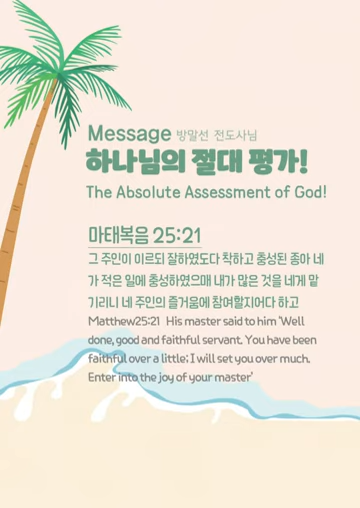 Message 방말선 전도사님
하나님의 절대 평가!
The Absolute Assessment of God!
마태복음 25:21
그 주인이 이르되 잘하였도다 착하고 충성된 종아 네
가 적은 일에 충성하였으매 내가 많은 것을 네게 맡
기리니 네 주인의 즐거움에 참여할지어다 하고
Matthew25:21 His master said to him 'Well
done, good and faithful servant. You have been
faithful over a little; I will set you over much.
Enter into the joy of your master'